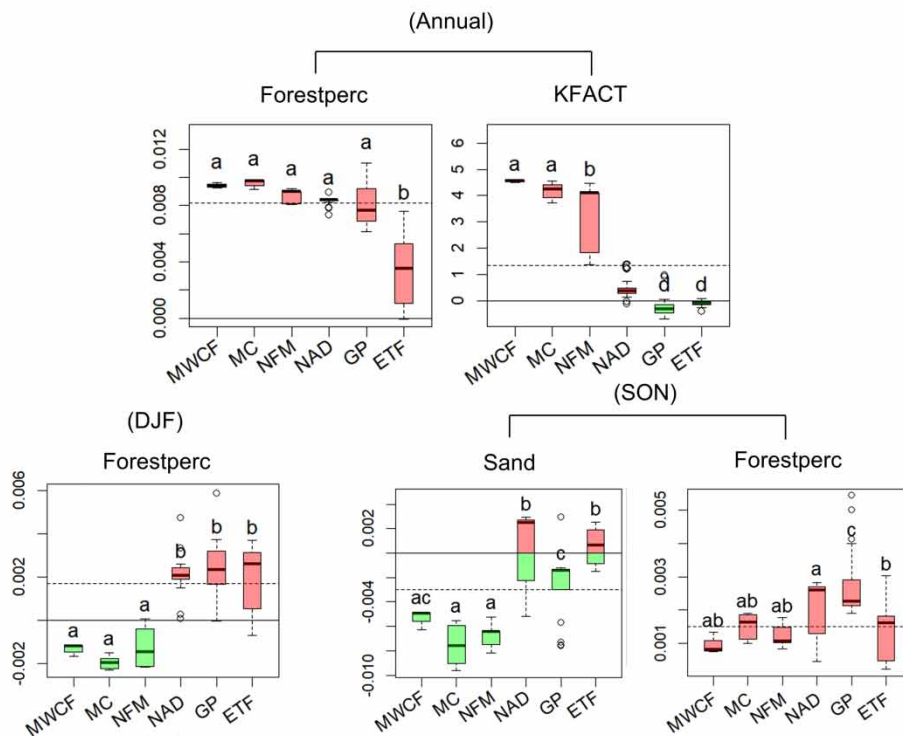 (Annual)
Forestperc KFACT
0.012
0.008
0.004
0.000
a a a a a b
MWCF MC NFM NAD GP ETF
6
5
4
3
2
1
0
a a b c d d
MWCF MC NFM NAD GP ETF
(DJF)
Forestperc
0.006
0.002
-0.002
a a a b b b
MWCF MC NFM NAD GP ETF
(SON)
Sand Forestperc
0.002
-0.004
-0.010
ac a a b c b
MWCF MC NFM NAD GP ETF
0.005
0.003
0.001
ab ab ab a c b
MWCF MC NFM NAD GP ETF